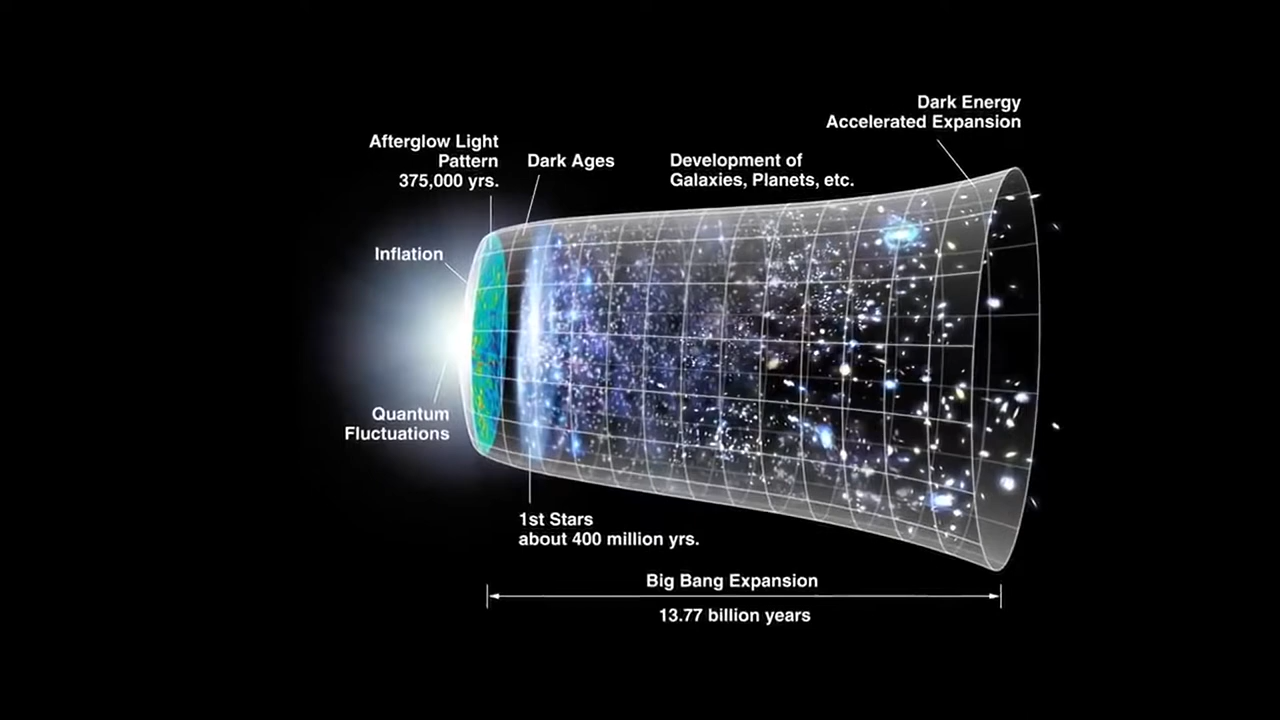 Dark Energy
Accelerated Expansion
Afterglow Light
Pattern
375,000 yrs.
Dark Ages
Development of
Galaxies, Planets, etc.
Inflation
Quantum
Fluctuations
1st Stars
about 400 million yrs.
Big Bang Expansion
13.77 billion years